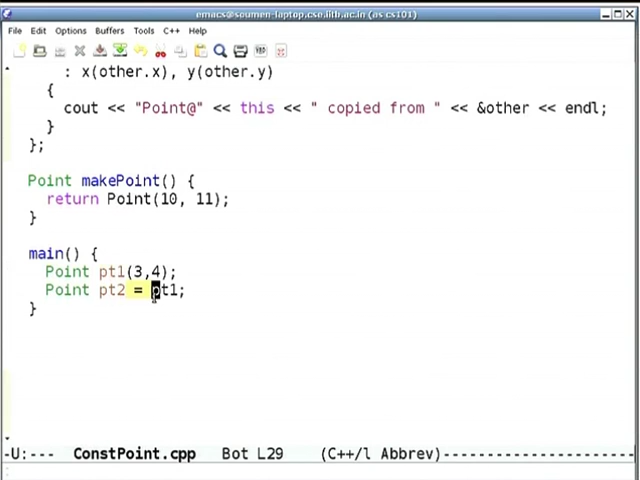 emacs@soumen-laptop.cse.iitb.ac.in (as cs101)
File Edit Options Buffers Tools C++ Help
: x(other.x), y(other.y)
{
cout << "Point@" << this << " copied from " << &other << endl;
}
};
Point makePoint() {
return Point(10, 11);
}
main() {
Point pt1(3,4);
Point pt2 = pt1;
}
-U:--- ConstPoint.cpp Bot L29 (C++/l Abbrev)-----------------------